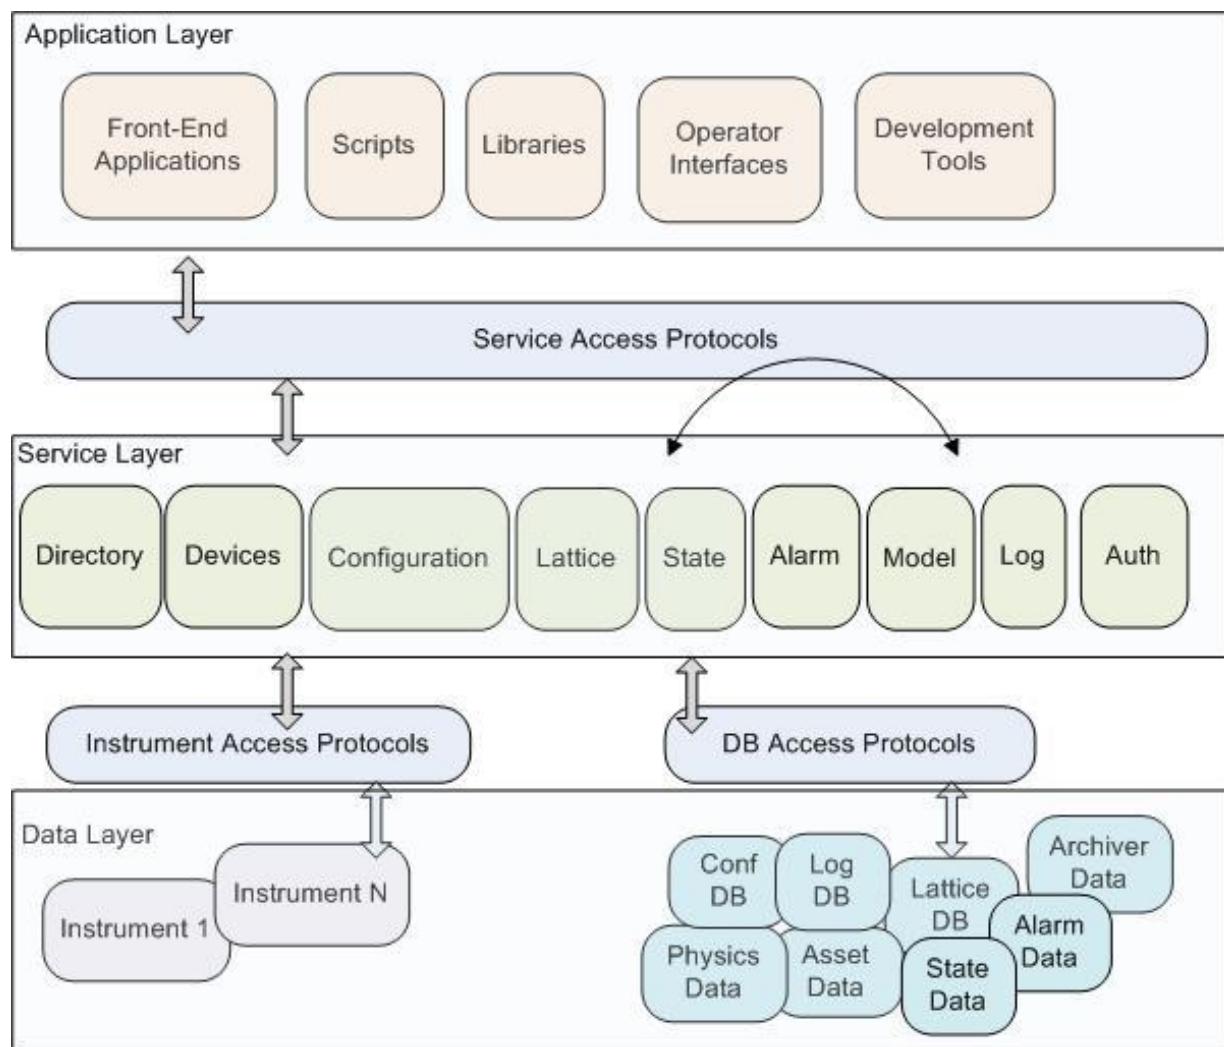 Application Layer
Front-End
Applications
Scripts
Libraries
Operator
Interfaces
Development
Tools
Service Access Protocols
Service Layer
Directory
Devices
Configuration
Lattice
State
Alarm
Model
Log
Auth
Instrument Access Protocols
DB Access Protocols
Data Layer
Instrument 1
Instrument N
Conf
DB
Log
DB
Lattice
DB
Archiver
Data
Physics
Data
Asset
Data
State
Data
Alarm
Data